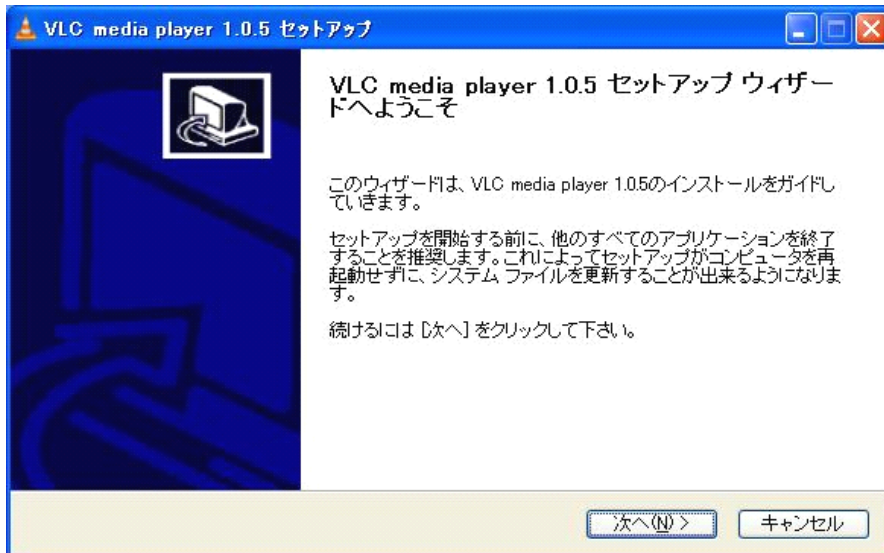 VLC media player 1.0.5 セットアップ
VLC media player 1.0.5 セットアップ ウィザー
ドへようこそ
このウィザードは、VLC media player 1.0.5のインストールをガイドし
ていきます。
セットアップを開始する前に、他のすべてのアプリケーションを終了
することを推奨します。これによってセットアップがコンピュータを再
起動せずに、システム ファイルを更新することが出来るようになりま
す。
続けるには [次へ] をクリックして下さい。
次へ(N) >
キャンセル